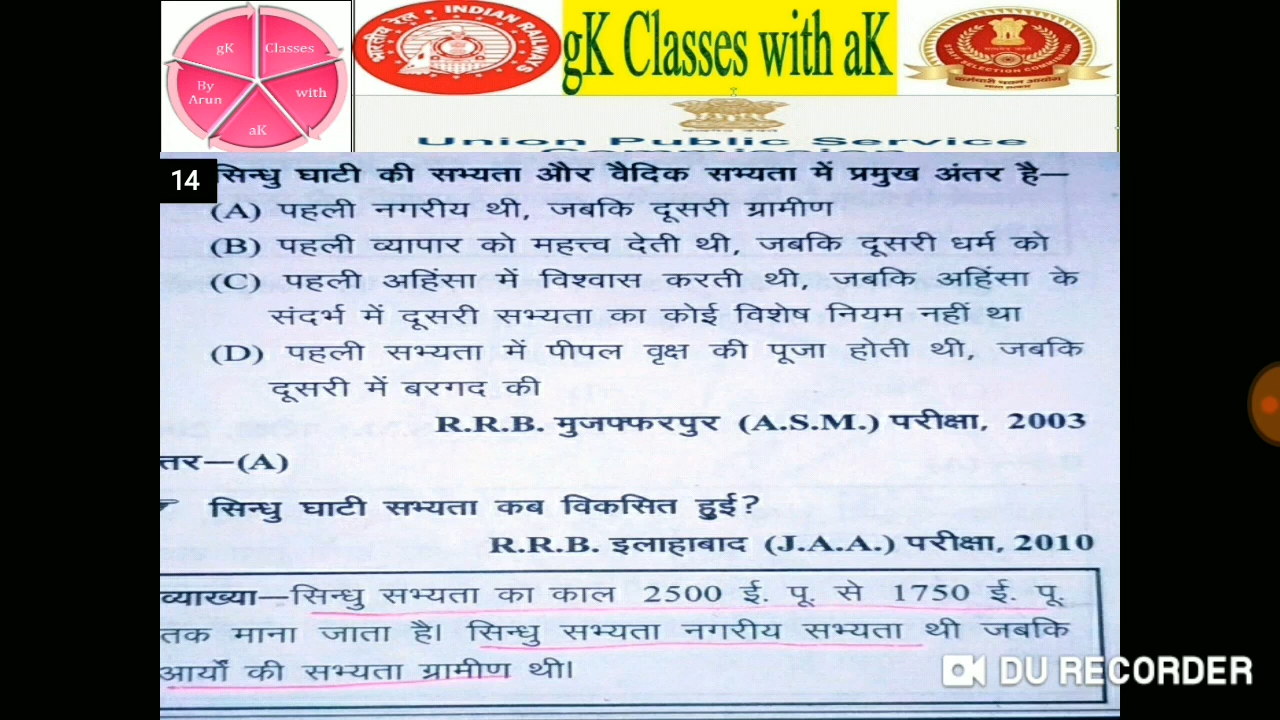 gK
Classes
with
aK
By
Arun
भारतीय रेल
INDIAN RAILWAYS
gK Classes with aK
STAFF SELECTION COMMISSION
Union Public Service
Commission
14
सिन्धु घाटी की सभ्यता और वैदिक सभ्यता में प्रमुख अंतर है—
(A) पहली नगरीय थी, जबकि दूसरी ग्रामीण
(B) पहली व्यापार को महत्त्व देती थी, जबकि दूसरी धर्म को
(C) पहली अहिंसा में विश्वास करती थी, जबकि अहिंसा के
संदर्भ में दूसरी सभ्यता का कोई विशेष नियम नहीं था
(D) पहली सभ्यता में पीपल वृक्ष की पूजा होती थी, जबकि
दूसरी में बरगद की
R.R.B. मुजफ्फरपुर (A.S.M.) परीक्षा, 2003
तर—(A)
सिन्धु घाटी सभ्यता कब विकसित हुई?
R.R.B. इलाहाबाद (J.A.A.) परीक्षा, 2010
व्याख्या—सिन्धु सभ्यता का काल 2500 ई. पू. से 1750 ई. पू.
तक माना जाता है। सिन्धु सभ्यता नगरीय सभ्यता थी जबकि
आर्यों की सभ्यता ग्रामीण थी।
DU RECORDER